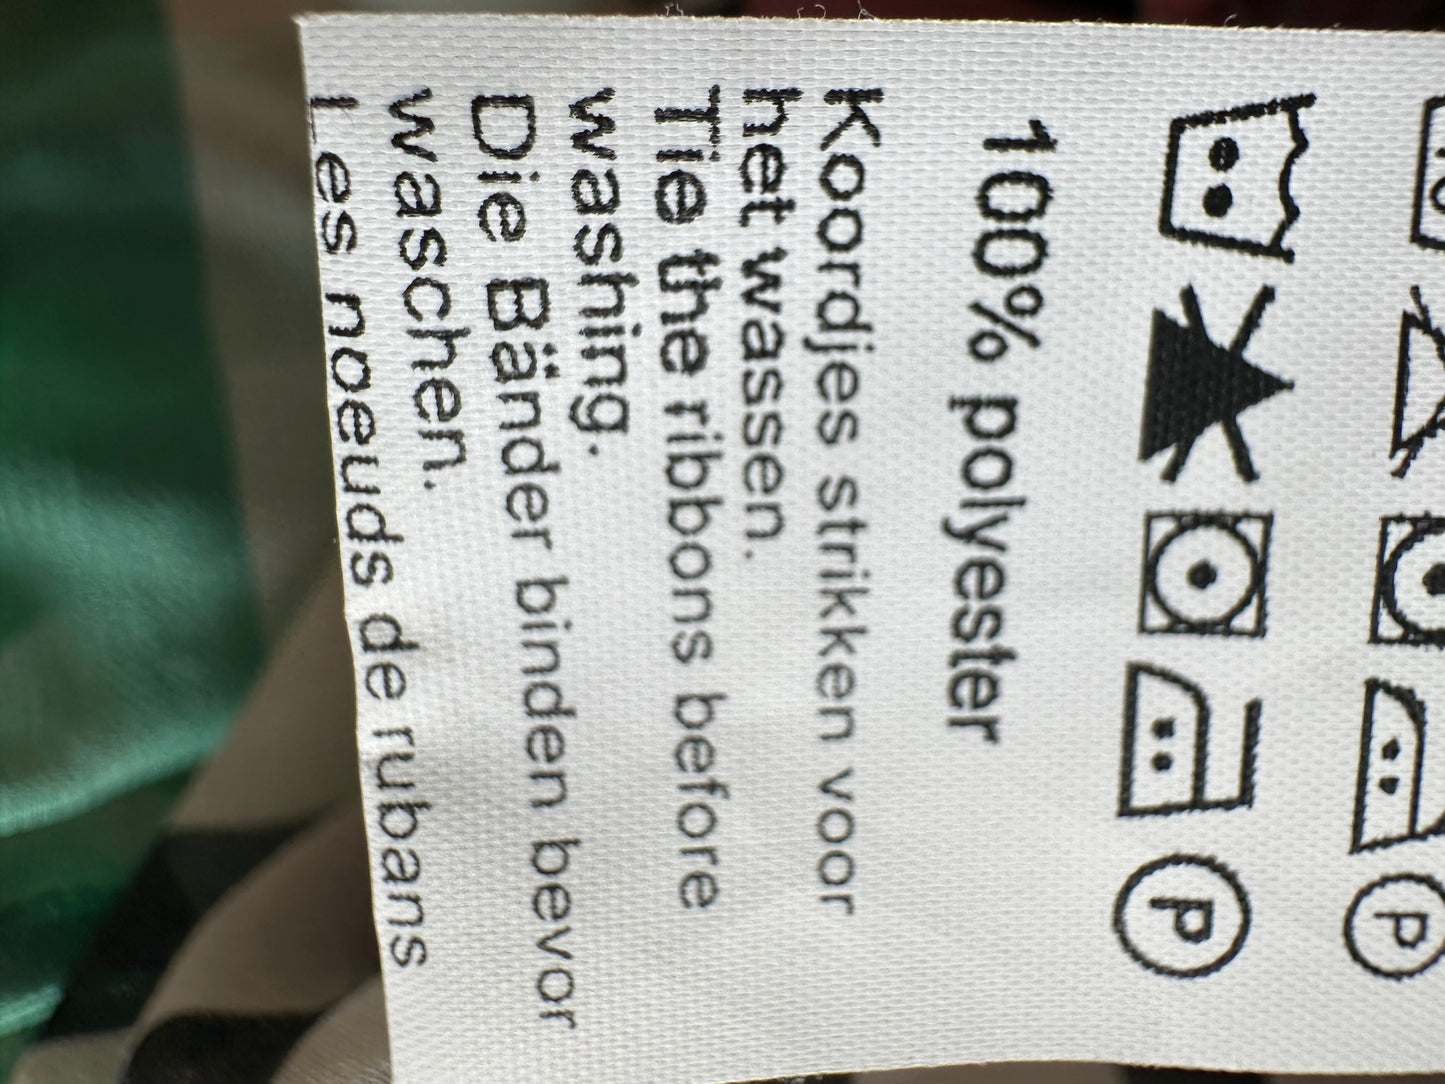 100% polyester
Koordjes strikken voor
het wassen.
Tie the ribbons before
washing.
Die Bänder binden bevor
waschen.
Les noeuds de rubans